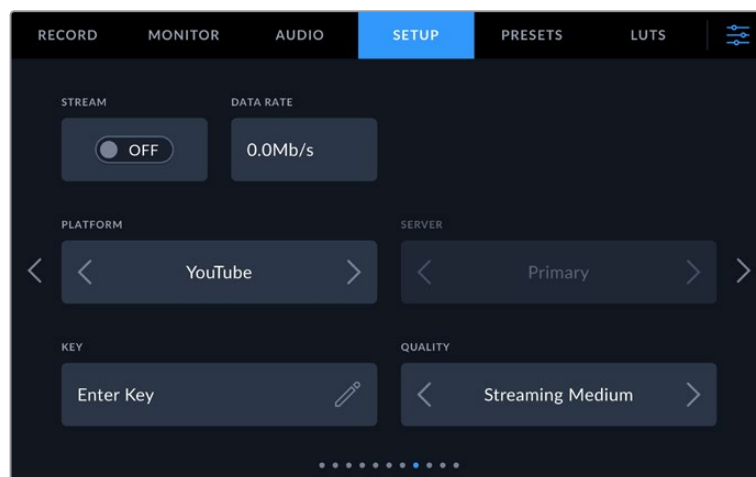 RECORD MONITOR AUDIO SETUP PRESETS LUTS
STREAM DATA RATE
OFF 0.0Mb/s
PLATFORM SERVER
YouTube Primary
KEY QUALITY
Enter Key Streaming Medium